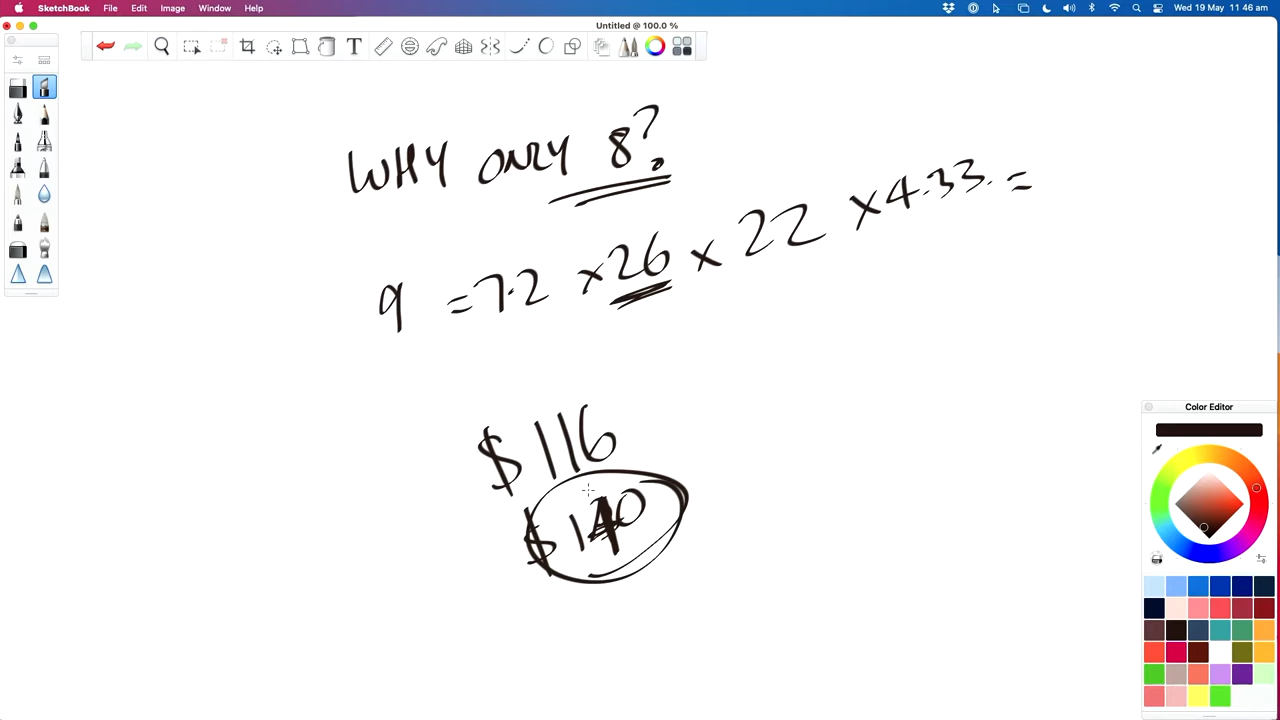 SketchBook File Edit Image Window Help Wed 19 May 11:46 am
Untitled @ 100.0 %
T
WHY ONLY 8?
9 = 7.2 x 26 x 22 x 4.33. =
$ 116
$ 140
Color Editor